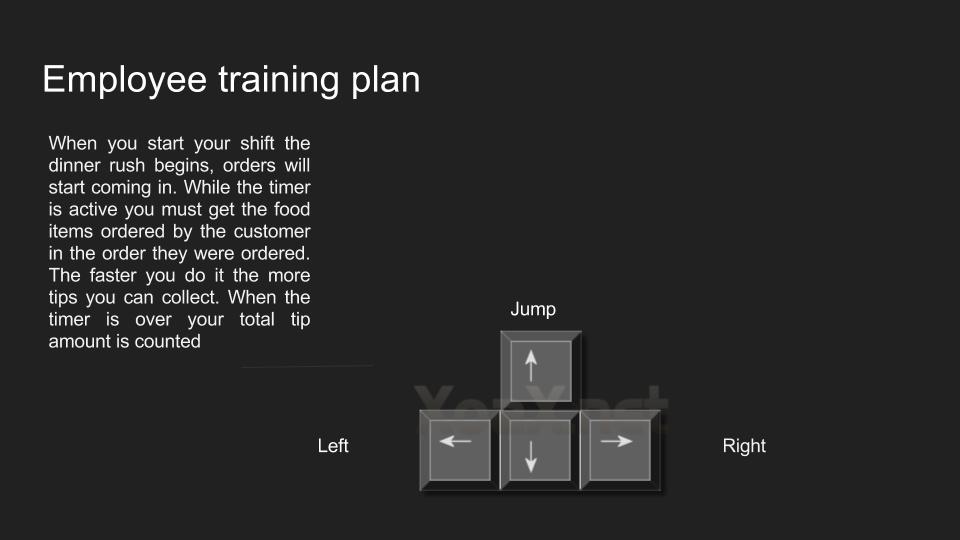 Employee training plan
When you start your shift the
dinner rush begins, orders will
start coming in. While the timer
is active you must get the food
items ordered by the customer
in the order they were ordered.
The faster you do it the more
tips you can collect. When the
timer is over your total tip
amount is counted
Jump
Left
Right